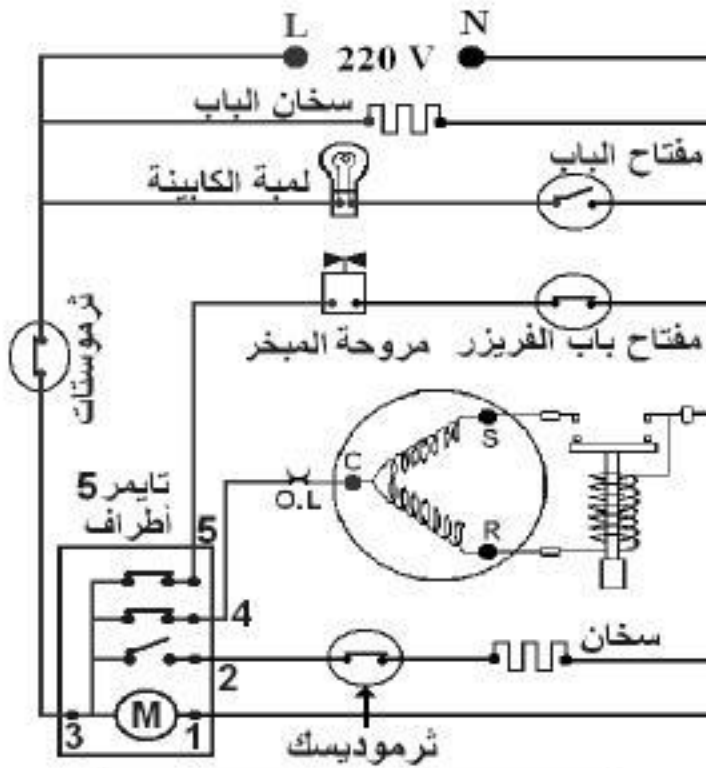 L 220 V N
سخان الباب
مفتاح الباب
لمبة الكابينة
ثرموستات
مروحة المبخر
مفتاح باب الفريزر
S
C
O.L
R
تايمر 5
أطراف
5
4
2
سخان
3 M 1
ثرموديسك